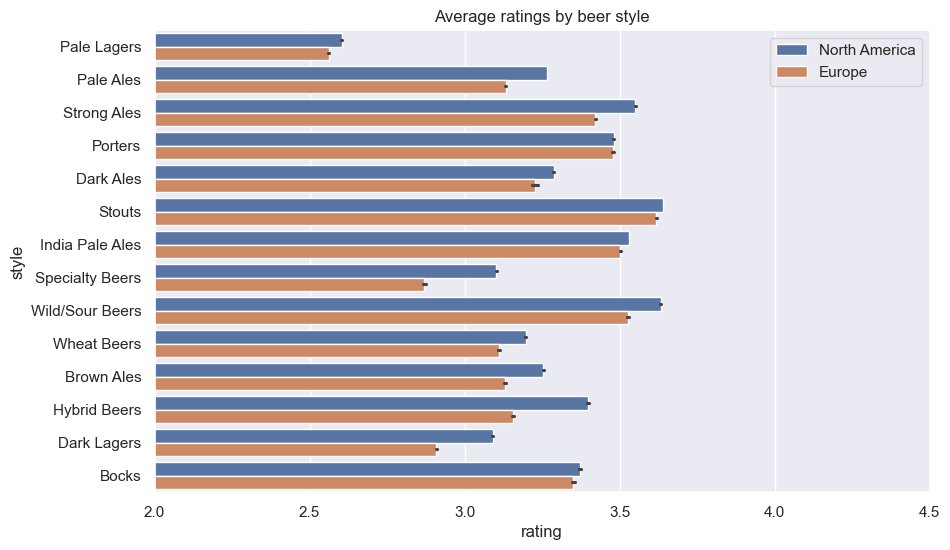 Average ratings by beer style
North America
Europe
Pale Lagers
Pale Ales
Strong Ales
Porters
Dark Ales
Stouts
India Pale Ales
Specialty Beers
Wild/Sour Beers
Wheat Beers
Brown Ales
Hybrid Beers
Dark Lagers
Bocks
style
2.0 2.5 3.0 3.5 4.0 4.5
rating